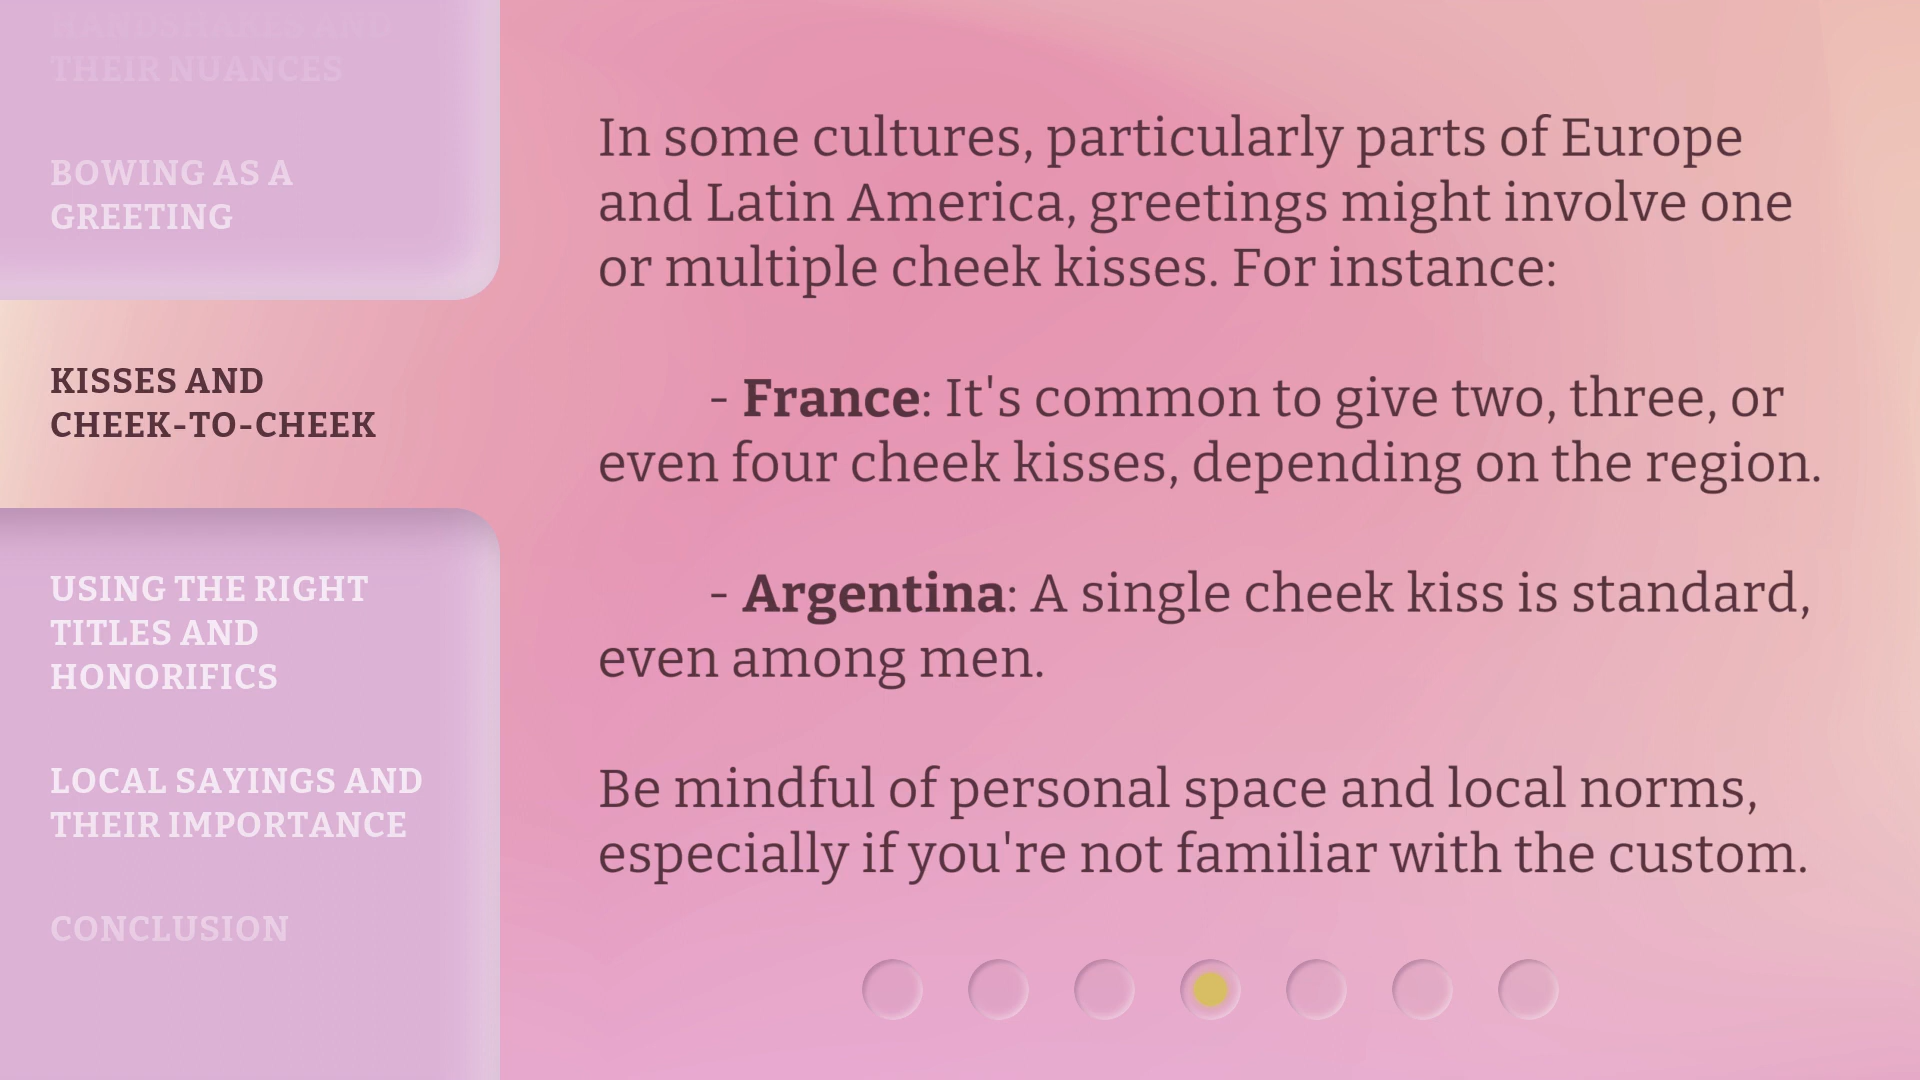 HANDSHAKES AND
THEIR NUANCES
BOWING AS A
GREETING
KISSES AND
CHEEK-TO-CHEEK
USING THE RIGHT
TITLES AND
HONORIFICS
LOCAL SAYINGS AND
THEIR IMPORTANCE
CONCLUSION
In some cultures, particularly parts of Europe
and Latin America, greetings might involve one
or multiple cheek kisses. For instance:
- France: It's common to give two, three, or
even four cheek kisses, depending on the region.
- Argentina: A single cheek kiss is standard,
even among men.
Be mindful of personal space and local norms,
especially if you're not familiar with the custom.